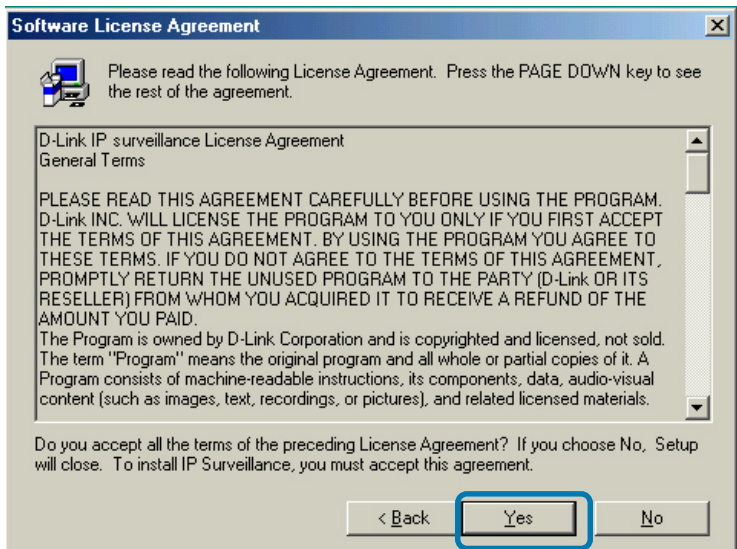 Software License Agreement
Please read the following License Agreement. Press the PAGE DOWN key to see
the rest of the agreement.
D-Link IP surveillance License Agreement
General Terms
PLEASE READ THIS AGREEMENT CAREFULLY BEFORE USING THE PROGRAM.
D-Link INC. WILL LICENSE THE PROGRAM TO YOU ONLY IF YOU FIRST ACCEPT
THE TERMS OF THIS AGREEMENT. BY USING THE PROGRAM YOU AGREE TO
THESE TERMS. IF YOU DO NOT AGREE TO THE TERMS OF THIS AGREEMENT,
PROMPTLY RETURN THE UNUSED PROGRAM TO THE PARTY (D-Link OR ITS
RESELLER) FROM WHOM YOU ACQUIRED IT TO RECEIVE A REFUND OF THE
AMOUNT YOU PAID.
The Program is owned by D-Link Corporation and is copyrighted and licensed, not sold.
The term "Program" means the original program and all whole or partial copies of it. A
Program consists of machine-readable instructions, its components, data, audio-visual
content (such as images, text, recordings, or pictures), and related licensed materials.
Do you accept all the terms of the preceding License Agreement? If you choose No, Setup
will close. To install IP Surveillance, you must accept this agreement.
< Back Yes No